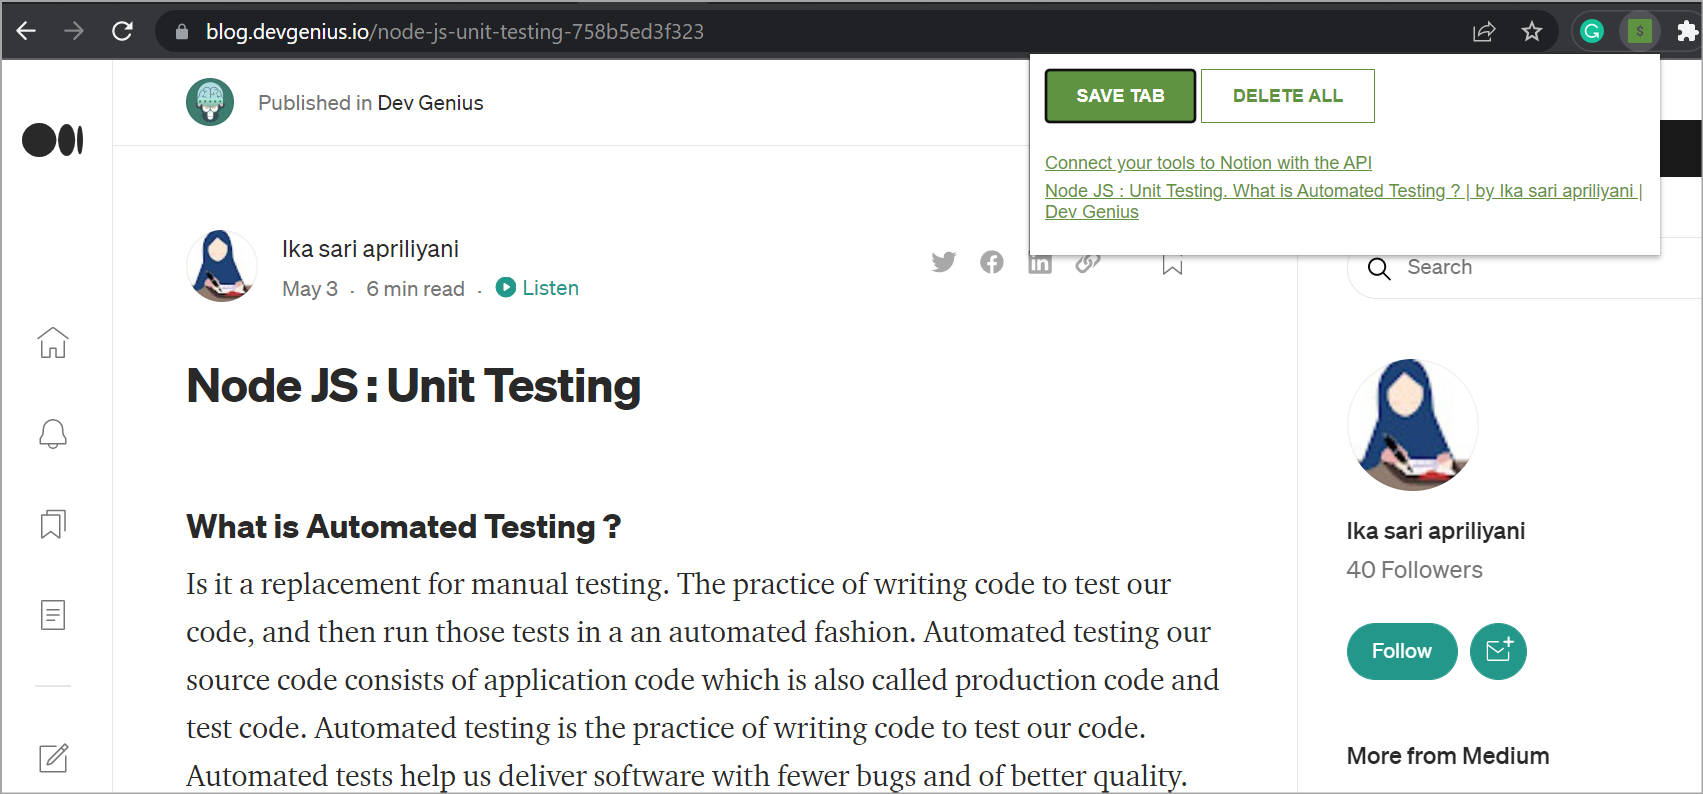 blog.devgenius.io/node-js-unit-testing-758b5ed3f323
G
$
SAVE TAB
DELETE ALL
Connect your tools to Notion with the API
Node JS : Unit Testing. What is Automated Testing ? | by Ika sari apriliyani |
Dev Genius
Published in Dev Genius
Ika sari apriliyani
May 3 · 6 min read · Listen
in
Search
Node JS : Unit Testing
What is Automated Testing ?
Is it a replacement for manual testing. The practice of writing code to test our
code, and then run those tests in a an automated fashion. Automated testing our
source code consists of application code which is also called production code and
test code. Automated testing is the practice of writing code to test our code.
Automated tests help us deliver software with fewer bugs and of better quality.
Ika sari apriliyani
40 Followers
Follow
More from Medium